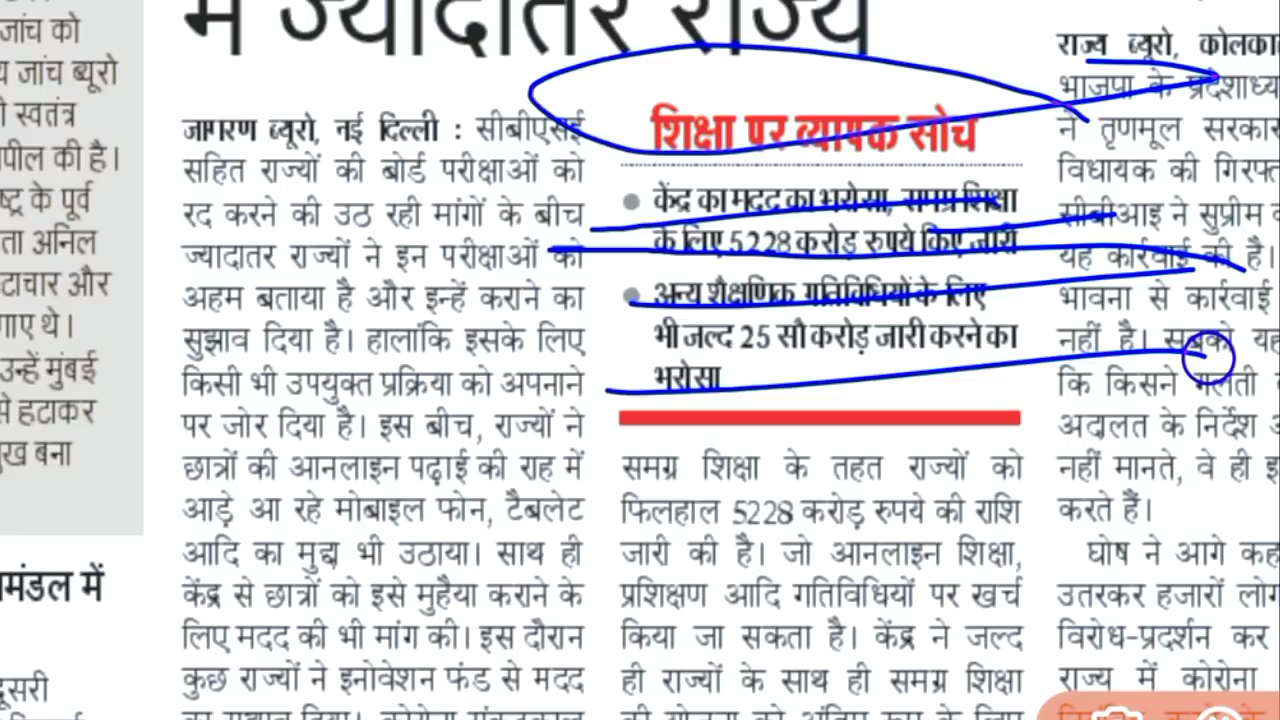 जांच को
जांच ब्यूरो
स्वतंत्र
पील की है।
ष्ट्र के पूर्व
ता अनिल
टाचार और
गाए थे।
उन्हें मुंबई
से हटाकर
बना
मंडल में
दूसरी
में ज्यादातर राज्य
जागरण ब्यूरो, नई दिल्ली : सीबीएसई
सहित राज्यों की बोर्ड परीक्षाओं को
रद करने की उठ रही मांगों के बीच
ज्यादातर राज्यों ने इन परीक्षाओं को
अहम बताया है और इन्हें कराने का
सुझाव दिया है। हालांकि इसके लिए
किसी भी उपयुक्त प्रक्रिया को अपनाने
पर जोर दिया है। इस बीच, राज्यों ने
छात्रों की आनलाइन पढ़ाई की राह में
आड़े आ रहे मोबाइल फोन, टैबलेट
आदि का मुद्दा भी उठाया। साथ ही
केंद्र से छात्रों को इसे मुहैया कराने के
लिए मदद की भी मांग की। इस दौरान
कुछ राज्यों ने इनोवेशन फंड से मदद
शिक्षा पर व्यापक सोच
केंद्र का मदद का भरोसा, समग्र शिक्षा
के लिए 5228 करोड़ रुपये किए जारी
अन्य शैक्षणिक गतिविधियों के लिए
भी जल्द 25 सौ करोड़ जारी करने का
भरोसा
समग्र शिक्षा के तहत राज्यों को
फिलहाल 5228 करोड़ रुपये की राशि
जारी की है। जो आनलाइन शिक्षा,
प्रशिक्षण आदि गतिविधियों पर खर्च
किया जा सकता है। केंद्र ने जल्द
ही राज्यों के साथ ही समग्र शिक्षा
राज्य ब्यूरो, कोलका
भाजपा के प्रदेशाध्य
ने तृणमूल सरकार
विधायक की गिरफ्त
सीबीआइ ने सुप्रीम
यह कार्रवाई की है।
भावना से कार्रवाई
नहीं है। सबको यह
कि किसने गलती
अदालत के निर्देश
नहीं मानते, वे ही
करते हैं।
घोष ने आगे कह
उतरकर हजारों लोग
विरोध-प्रदर्शन कर
राज्य में कोरोना